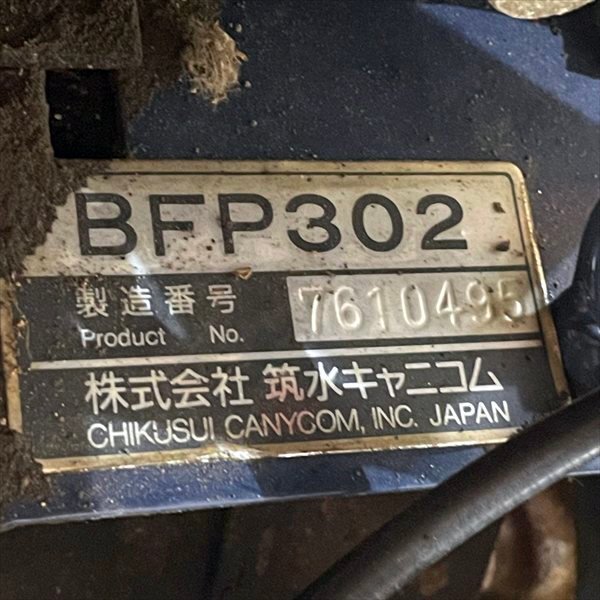 BFP302
製造番号 7610495
Product No.
株式会社 筑水キャニコム
CHIKUSUI CANYCOM, INC. JAPAN